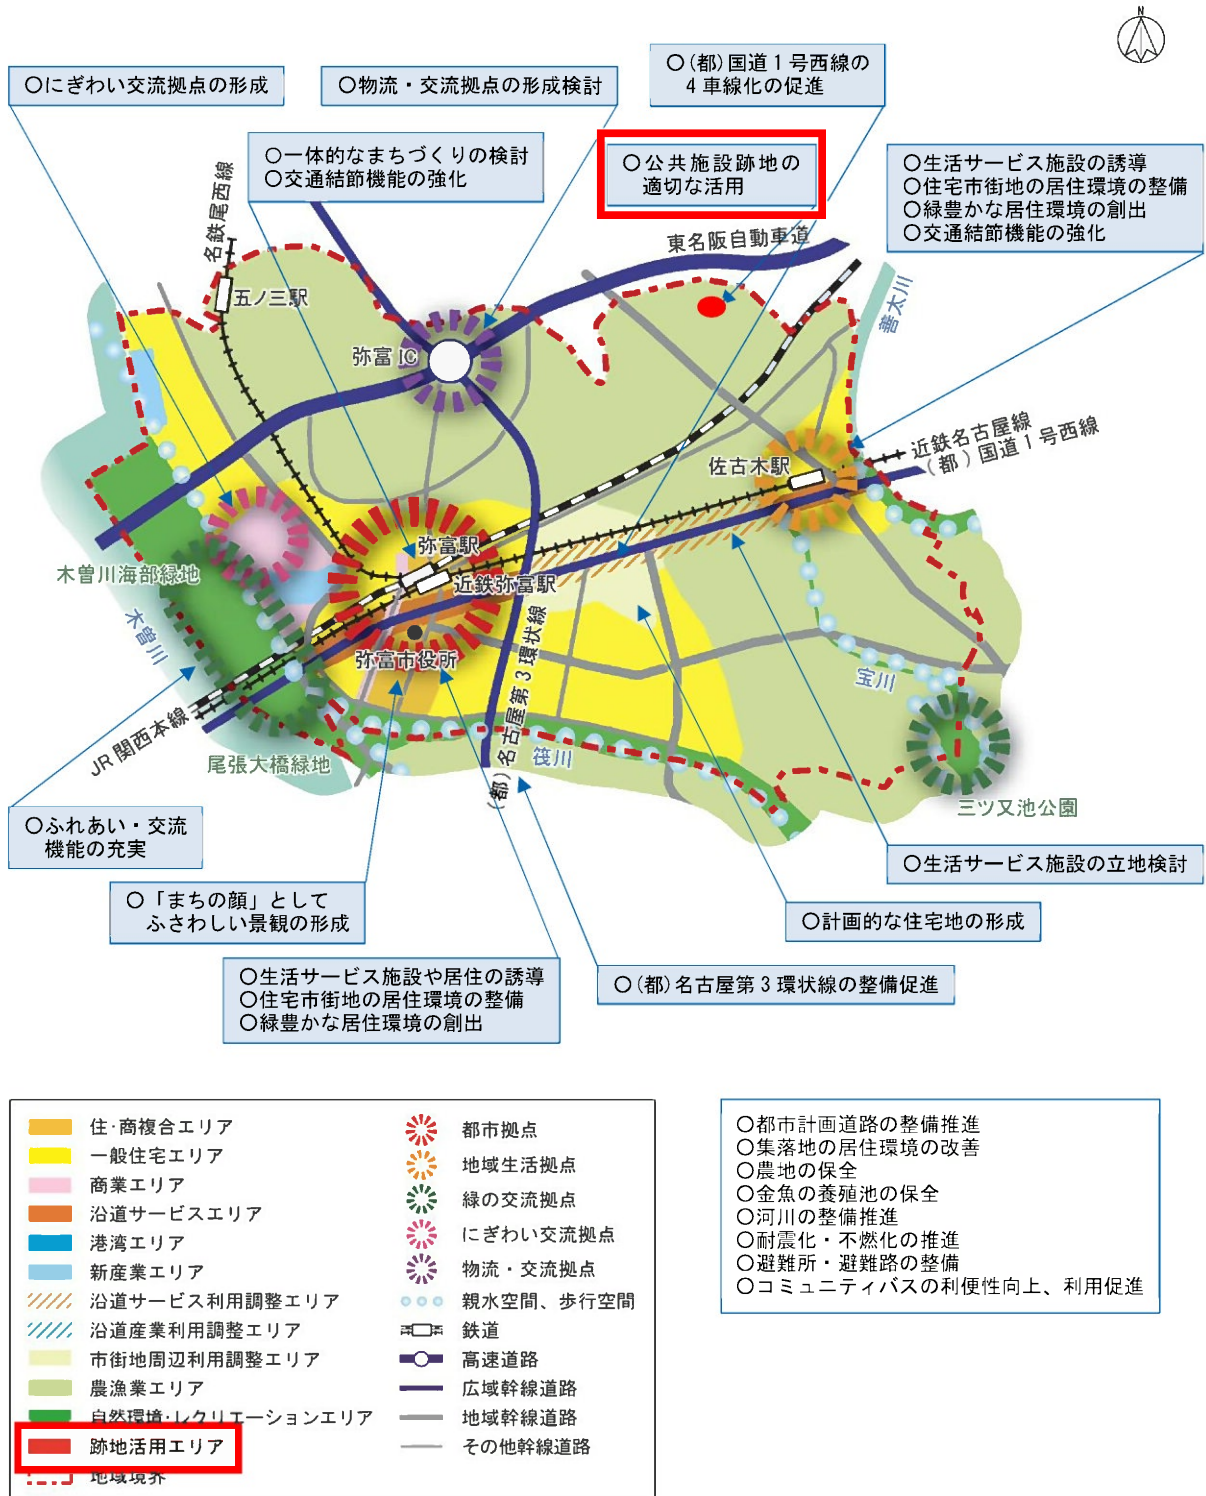 N
〇にぎわい交流拠点の形成
〇物流・交流拠点の形成検討
〇(都)国道１号西線の
４車線化の促進
〇一体的なまちづくりの検討
〇交通結節機能の強化
〇公共施設跡地の
適切な活用
〇生活サービス施設の誘導
〇住宅市街地の居住環境の整備
〇緑豊かな居住環境の創出
〇交通結節機能の強化
名鉄尾西線
東名阪自動車道
五ノ三駅
善太川
弥富IC
近鉄名古屋線
(都)国道１号西線
佐古木駅
弥富駅
近鉄弥富駅
木曽川海部緑地
木曽川
弥富市役所
(都)名古屋第３環状線
宝川
JR関西本線
尾張大橋緑地
筏川
三ツ又池公園
〇ふれあい・交流
機能の充実
〇生活サービス施設の立地検討
〇「まちの顔」として
ふさわしい景観の形成
〇計画的な住宅地の形成
〇生活サービス施設や居住の誘導
〇住宅市街地の居住環境の整備
〇緑豊かな居住環境の創出
〇(都)名古屋第３環状線の整備促進
住・商複合エリア
一般住宅エリア
商業エリア
沿道サービスエリア
港湾エリア
新産業エリア
沿道サービス利用調整エリア
沿道産業利用調整エリア
市街地周辺利用調整エリア
農漁業エリア
自然環境・レクリエーションエリア
跡地活用エリア
地域境界
都市拠点
地域生活拠点
緑の交流拠点
にぎわい交流拠点
物流・交流拠点
親水空間、歩行空間
鉄道
高速道路
広域幹線道路
地域幹線道路
その他幹線道路
〇都市計画道路の整備推進
〇集落地の居住環境の改善
〇農地の保全
〇金魚の養殖池の保全
〇河川の整備推進
〇耐震化・不燃化の推進
〇避難所・避難路の整備
〇コミュニティバスの利便性向上、利用促進